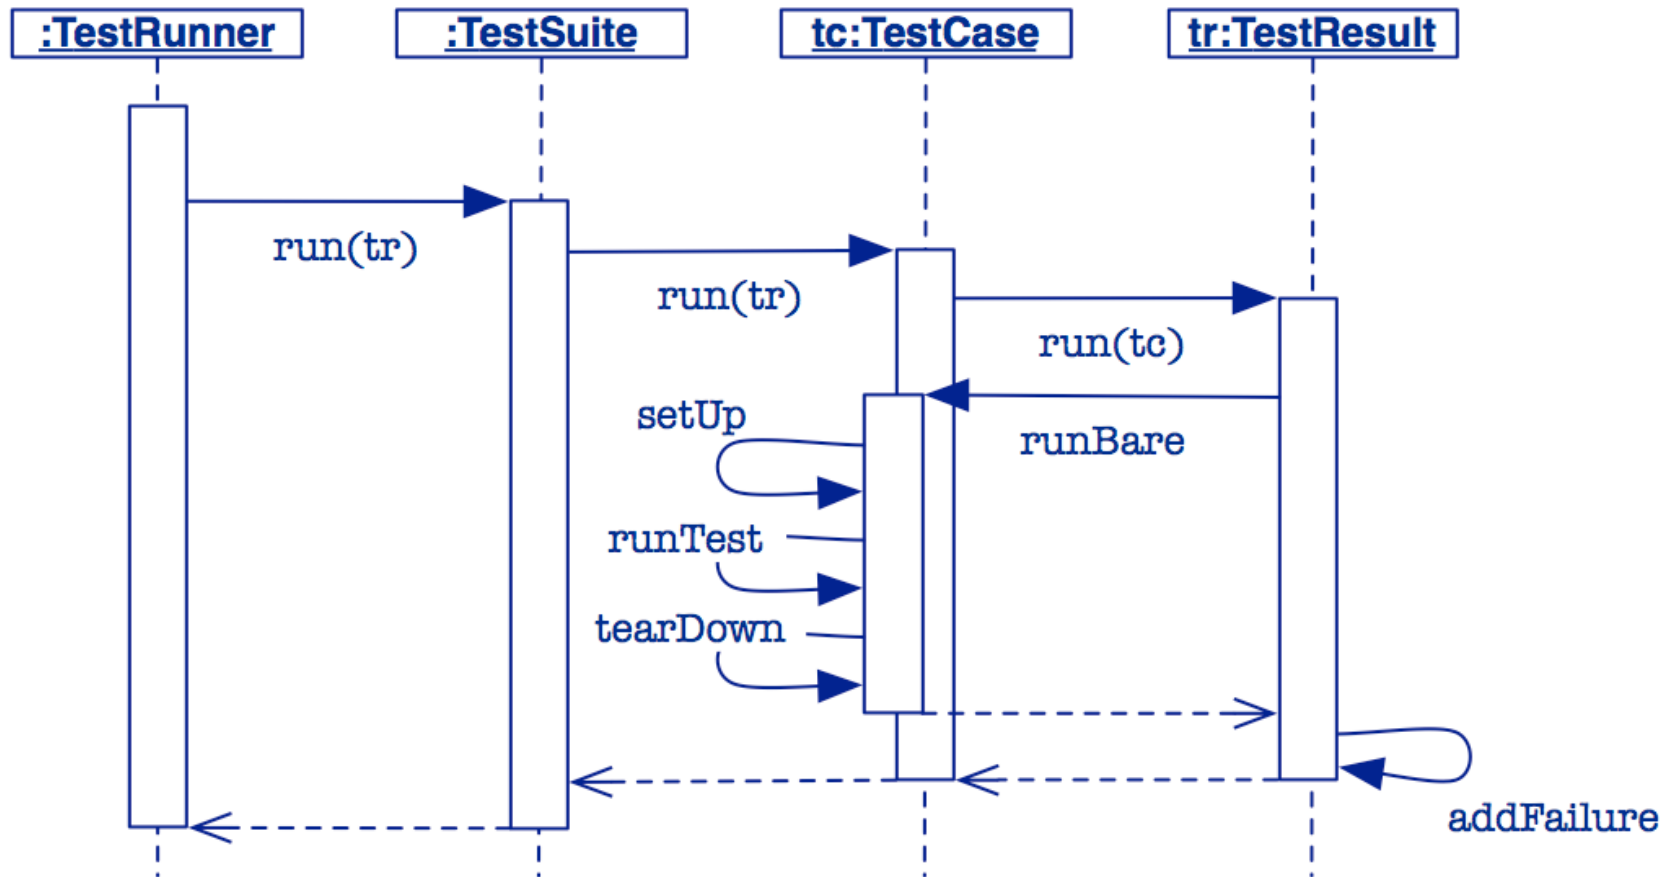 :TestRunner
:TestSuite
tc:TestCase
tr:TestResult
run(tr)
run(tr)
run(tc)
setUp
runBare
runTest
tearDown
addFailure